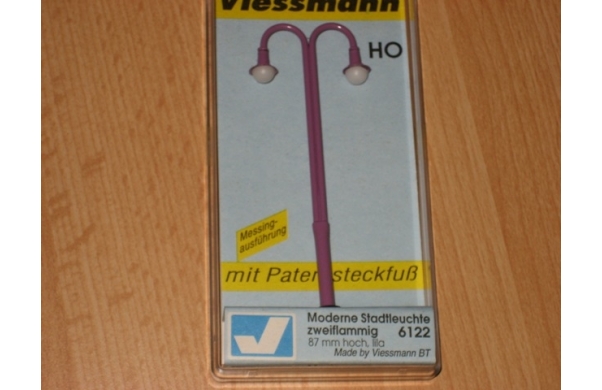 Viessmann
HO
Messing-
ausführung
mit Patentsteckfuß
Moderne Stadtleuchte
zweiflammig 6122
87 mm hoch, lila
Made by Viessmann BT